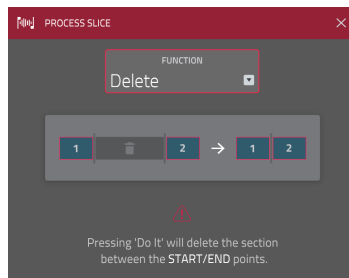 PROCESS SLICE
FUNCTION
Delete
1 2 → 1 2
Pressing 'Do It' will delete the section
between the START/END points.